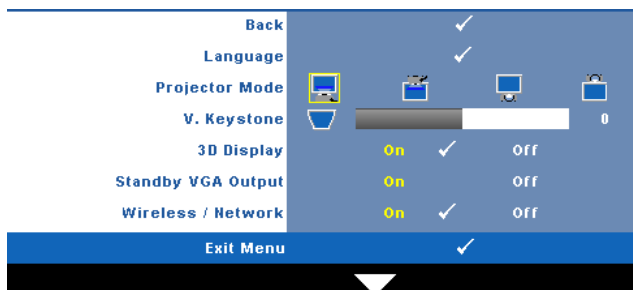 Back ✓
Language ✓
Projector Mode
V. Keystone 0
3D Display On ✓ Off
Standby VGA Output On Off
Wireless / Network On ✓ Off
Exit Menu ✓